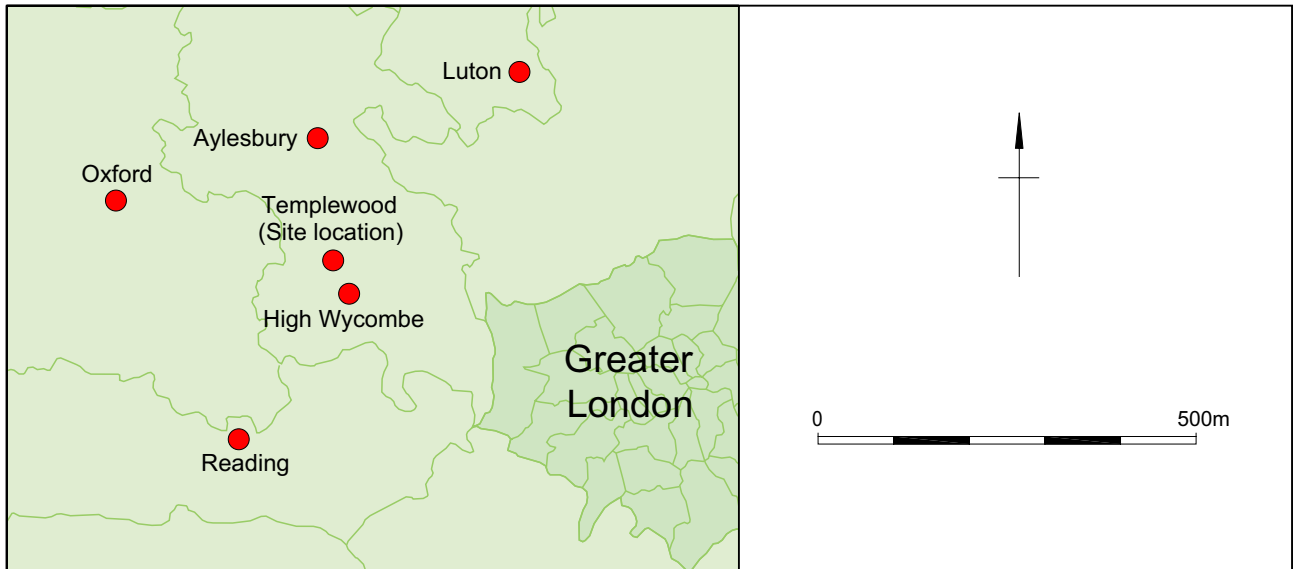 Luton
Aylesbury
Oxford
Templewood
(Site location)
High Wycombe
Greater
London
Reading
0
500m